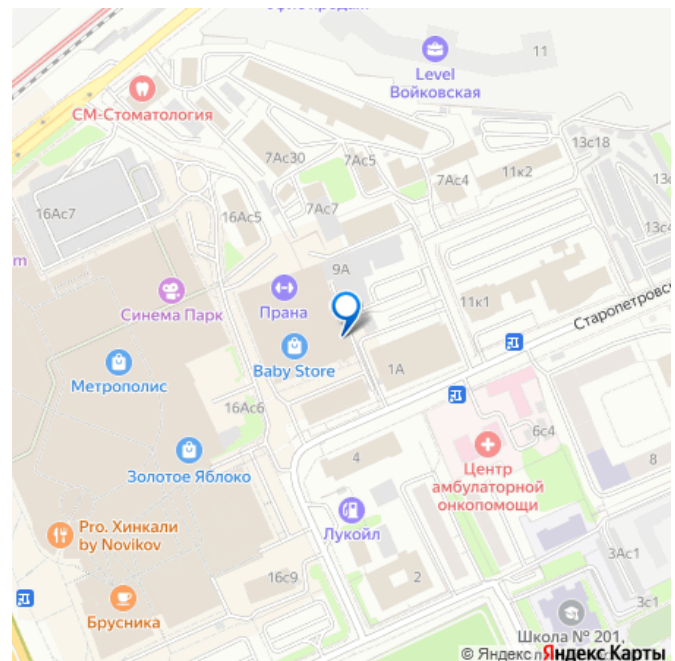 11
Level
Войковская
СМ-Стоматология
13с18
7Ас30
7Ас5
11к2
7Ас4
16Ас7
16Ас5
7Ас7
9А
Синема Парк
Прана
11к1
Старопетровс
Baby Store
1А
Метрополис
16Ас6
6с4
4
Центр
амбулаторной
онкопомощи
8
Золотое Яблоко
Лукойл
Pro. Хинкали
by Novikov
3Ас1
16с9
2
3с1
Брусника
Школа № 201,
© Яндекс
Яндекс Карты